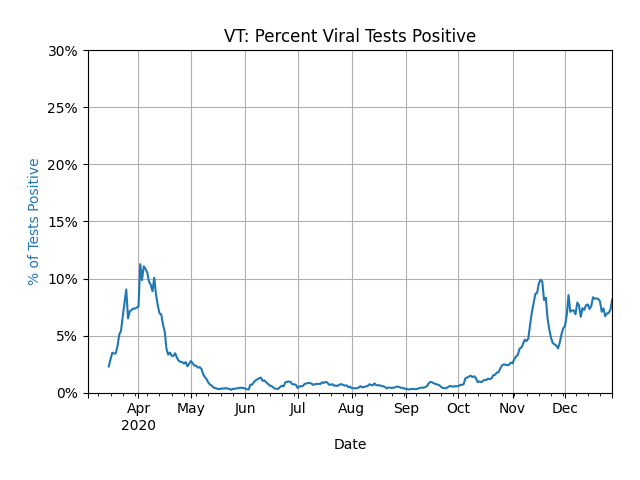 VT: Percent Viral Tests Positive
30%
25%
20%
15%
10%
5%
0%
% of Tests Positive
Apr May Jun Jul Aug Sep Oct Nov Dec
2020
Date